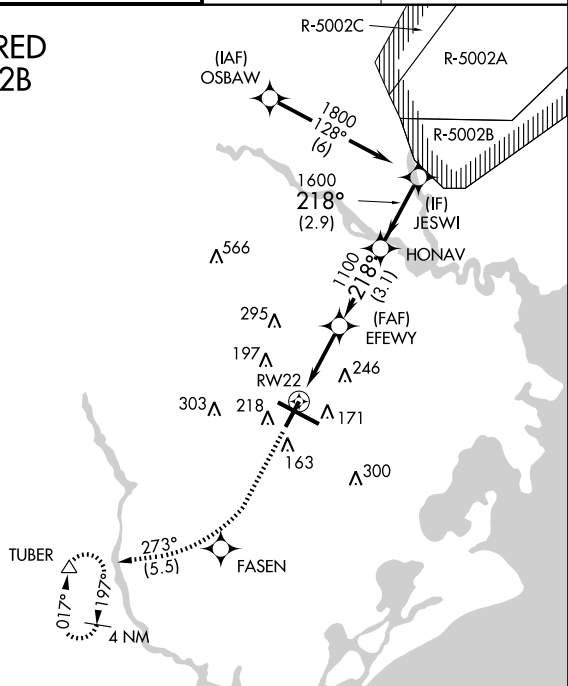 RED
2B
R-5002C
R-5002A
R-5002B
(IAF)
OSBAW
1800
128°
(6)
1600
218°
(2.9)
(IF)
JESWI
HONAV
1100
218°
(3.1)
566
295
(FAF)
EFEWY
197
246
RW22
303
218
171
163
300
273°
(5.5)
FASEN
TUBER
017°
197°
4 NM